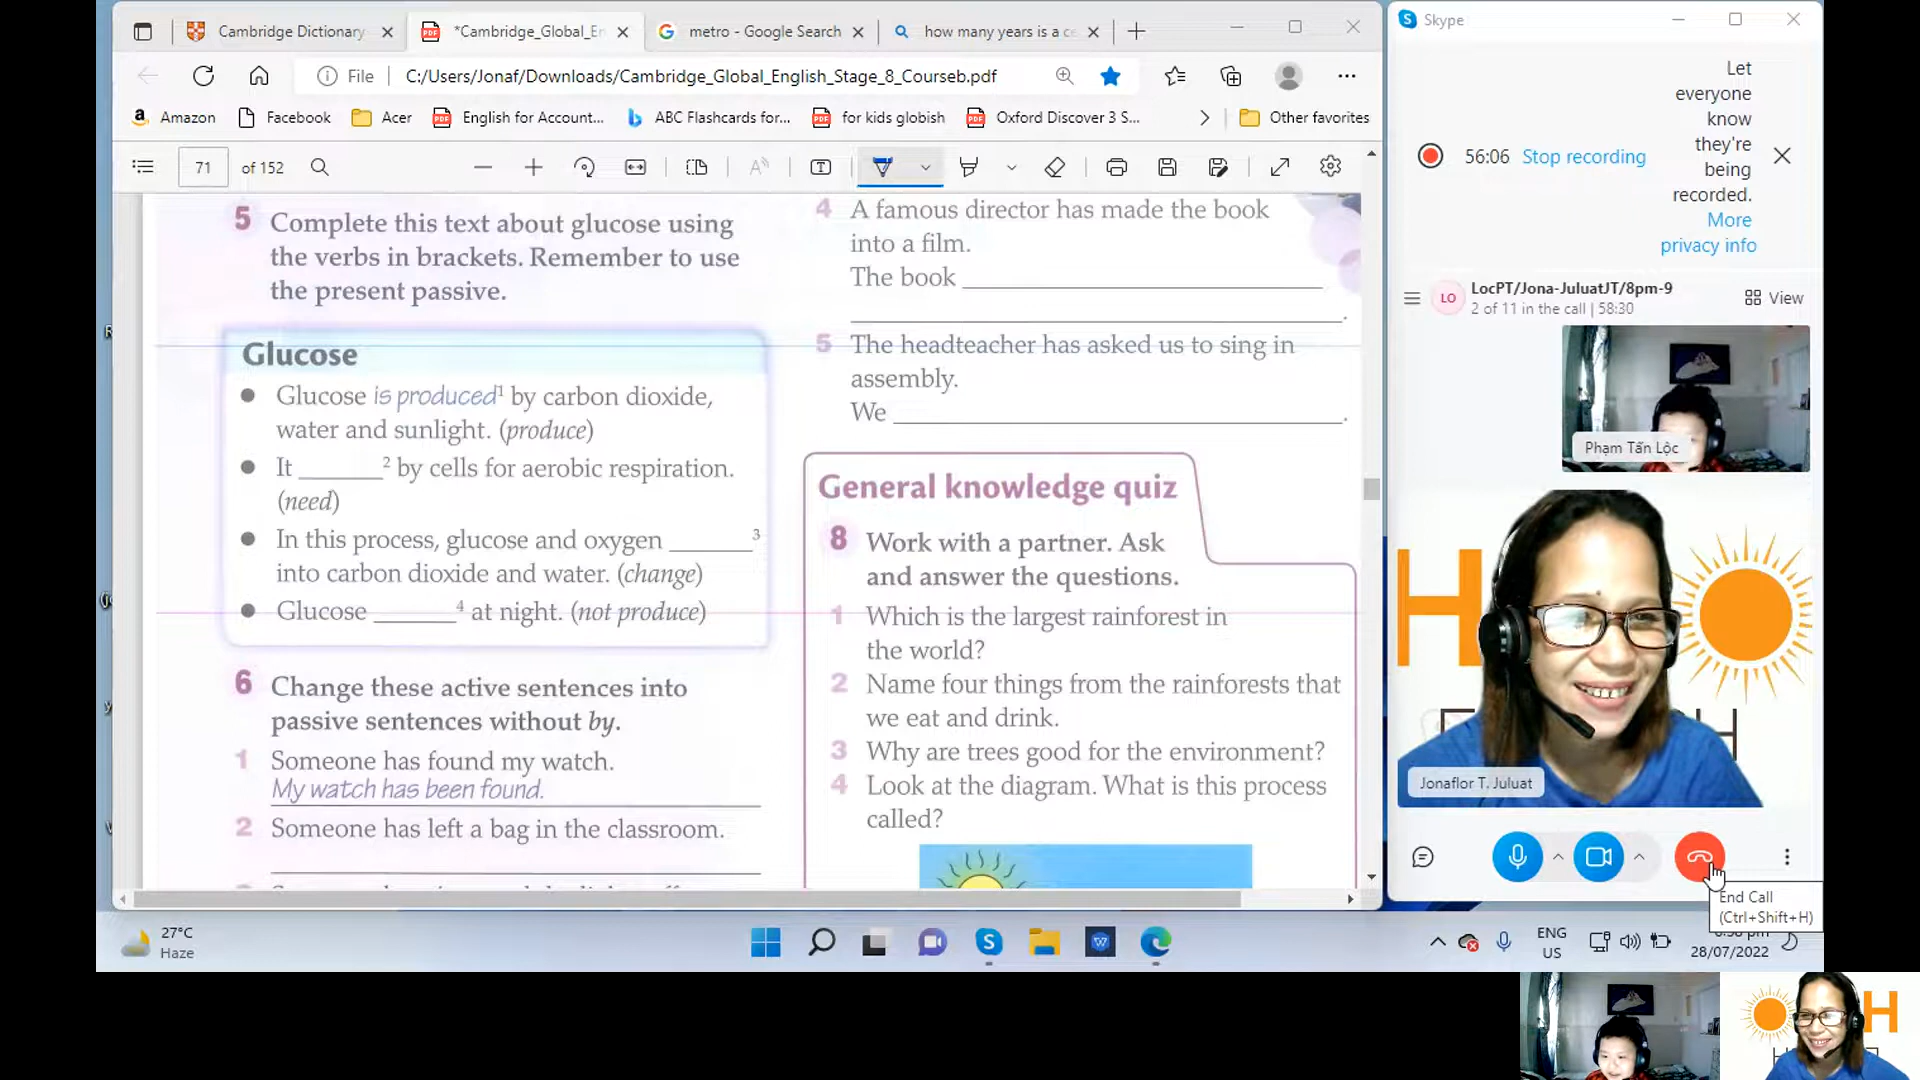 Cambridge Dictionary
*Cambridge_Global_En
metro - Google Search
how many years is a ce
File
C:/Users/Jonaf/Downloads/Cambridge_Global_English_Stage_8_Courseb.pdf
Amazon
Facebook
Acer
English for Account...
ABC Flashcards for...
for kids globish
Oxford Discover 3 S...
Other favorites
71 of 152
5 Complete this text about glucose using
the verbs in brackets. Remember to use
the present passive.
Glucose
Glucose is produced¹ by carbon dioxide,
water and sunlight. (produce)
It ______ ² by cells for aerobic respiration.
(need)
In this process, glucose and oxygen ______ ³
into carbon dioxide and water. (change)
Glucose ______ ⁴ at night. (not produce)
6 Change these active sentences into
passive sentences without by.
1 Someone has found my watch.
My watch has been found.
2 Someone has left a bag in the classroom.
4 A famous director has made the book
into a film.
The book ______
______.
5 The headteacher has asked us to sing in
assembly.
We ______.
General knowledge quiz
8 Work with a partner. Ask
and answer the questions.
1 Which is the largest rainforest in
the world?
2 Name four things from the rainforests that
we eat and drink.
3 Why are trees good for the environment?
4 Look at the diagram. What is this process
called?
Skype
56:06 Stop recording
Let
everyone
know
they're
being
recorded.
More
privacy info
LO
LocPT/Jona-JuluatJT/8pm-9
2 of 11 in the call | 58:30
View
Phạm Tấn Lộc
H
Jonaflor T. Juluat
End Call
(Ctrl+Shift+H)
27°C
Haze
ENG
US
28/07/2022
H